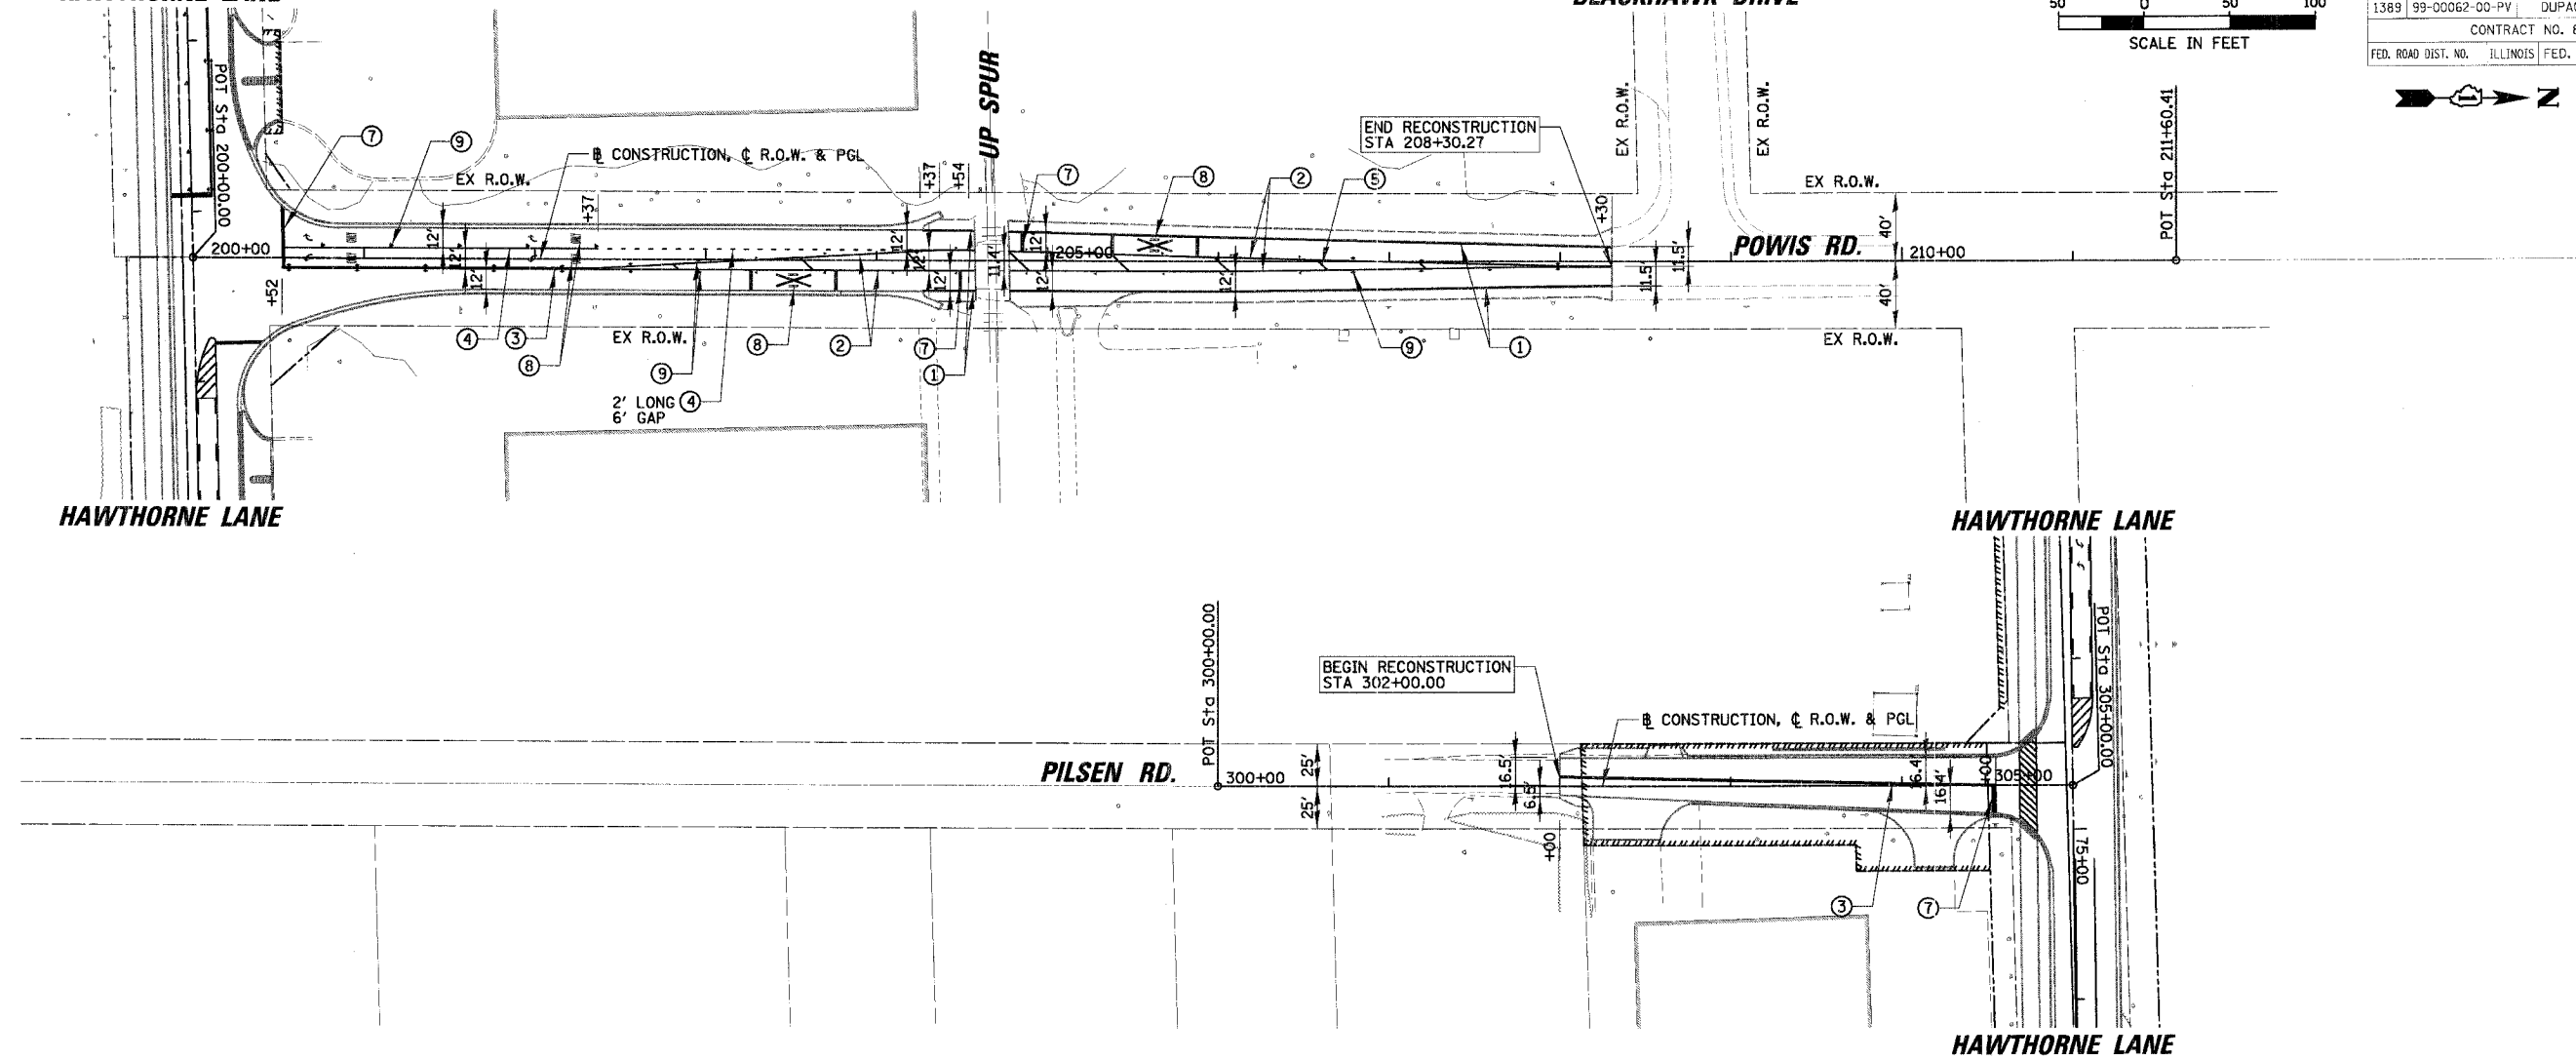 50 0 50 100
SCALE IN FEET
1389 99-00062-00-PV
CONTRACT NO.
FED. ROAD DIST. NO. ILLINOIS FED.
N
POT Sta 200+00.00
7
9
℄ CONSTRUCTION, ℄ R.O.W. & PGL
EX R.O.W.
+37
+37
+54
UP SPUR
7
8
2
5
END RECONSTRUCTION
STA 208+30.27
EX R.O.W.
EX R.O.W.
EX R.O.W.
POT Sta 211+60.41
200+00
12'
12'
12'
12'
12'
12'
11.4'
12'
205+00
12'
12'
+30
11.5'
11.5'
POWIS RD.
40'
210+00
40'
+52
4
3
8
EX R.O.W.
9
8
2
7
1
9
1
EX R.O.W.
2' LONG 4
6' GAP
HAWTHORNE LANE
HAWTHORNE LANE
POT Sta 300+00.00
BEGIN RECONSTRUCTION
STA 302+00.00
℄ CONSTRUCTION, ℄ R.O.W. & PGL
POT Sta 305+00.00
PILSEN RD.
300+00
25'
25'
16.5'
6.5'
16.4'
16.4'
+00
305+00
+00
75+00
3
7
HAWTHORNE LANE